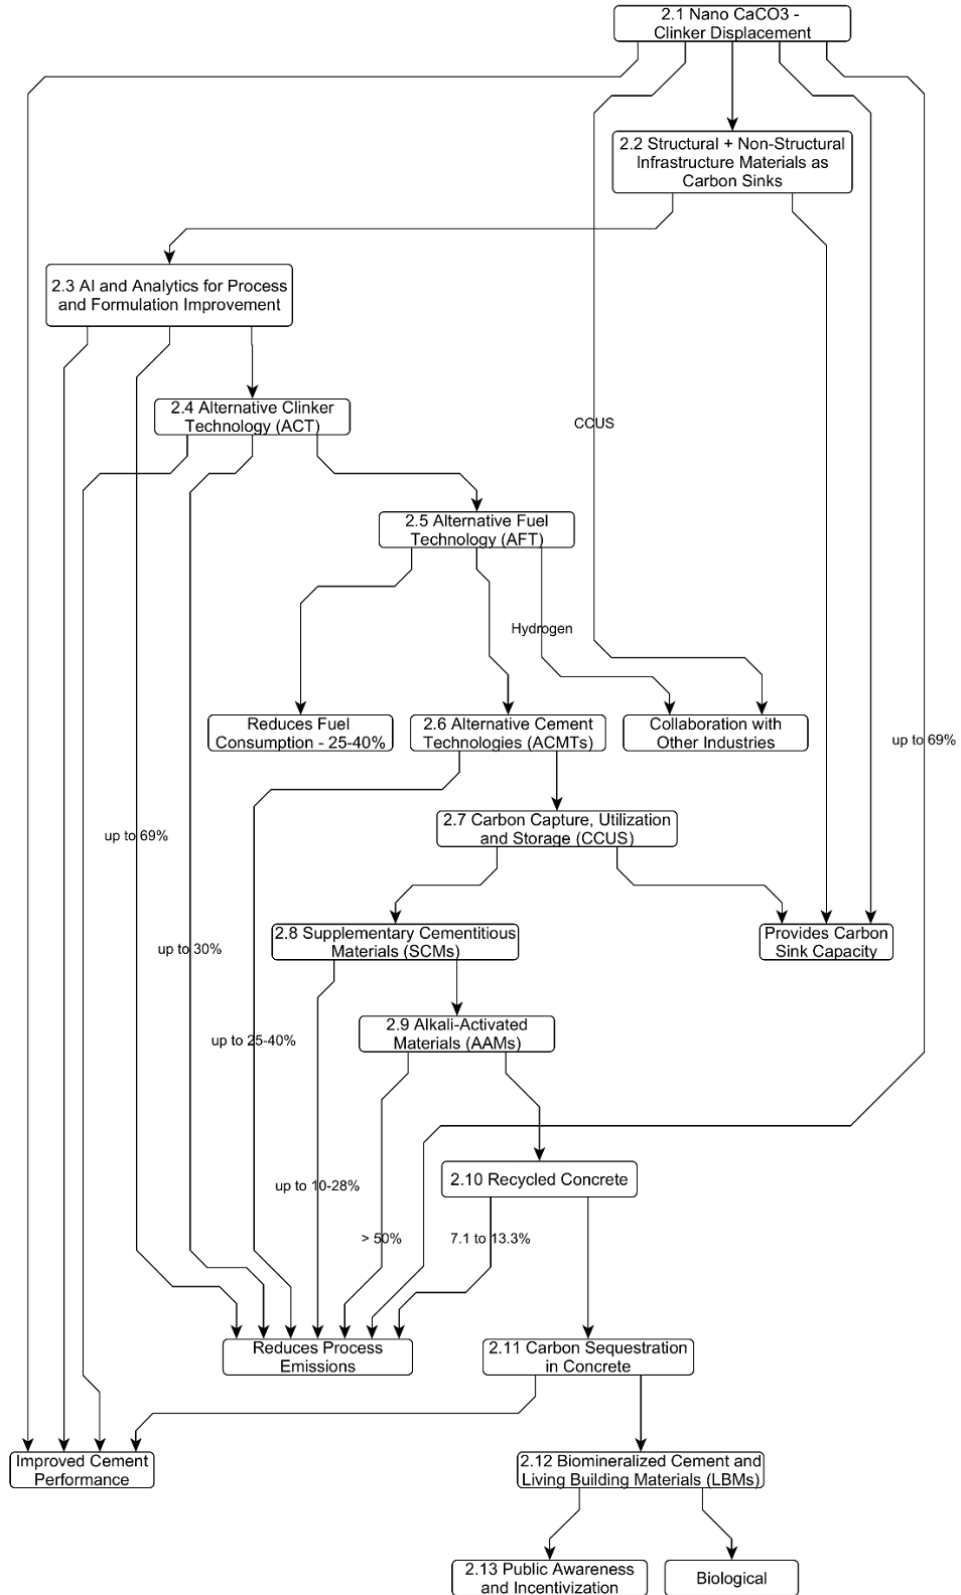 2.1 Nano CaCO3 -
Clinker Displacement
2.2 Structural + Non-Structural
Infrastructure Materials as
Carbon Sinks
2.3 AI and Analytics for Process
and Formulation Improvement
2.4 Alternative Clinker
Technology (ACT)
CCUS
2.5 Alternative Fuel
Technology (AFT)
Hydrogen
Reduces Fuel
Consumption - 25-40%
2.6 Alternative Cement
Technologies (ACMTs)
Collaboration with
Other Industries
up to 69%
2.7 Carbon Capture, Utilization
and Storage (CCUS)
up to 69%
2.8 Supplementary Cementitious
Materials (SCMs)
Provides Carbon
Sink Capacity
up to 30%
2.9 Alkali-Activated
Materials (AAMs)
up to 25-40%
2.10 Recycled Concrete
up to 10-28%
> 50%
7.1 to 13.3%
Reduces Process
Emissions
2.11 Carbon Sequestration
in Concrete
Improved Cement
Performance
2.12 Biomineralized Cement and
Living Building Materials (LBMs)
2.13 Public Awareness
and Incentivization
Biological